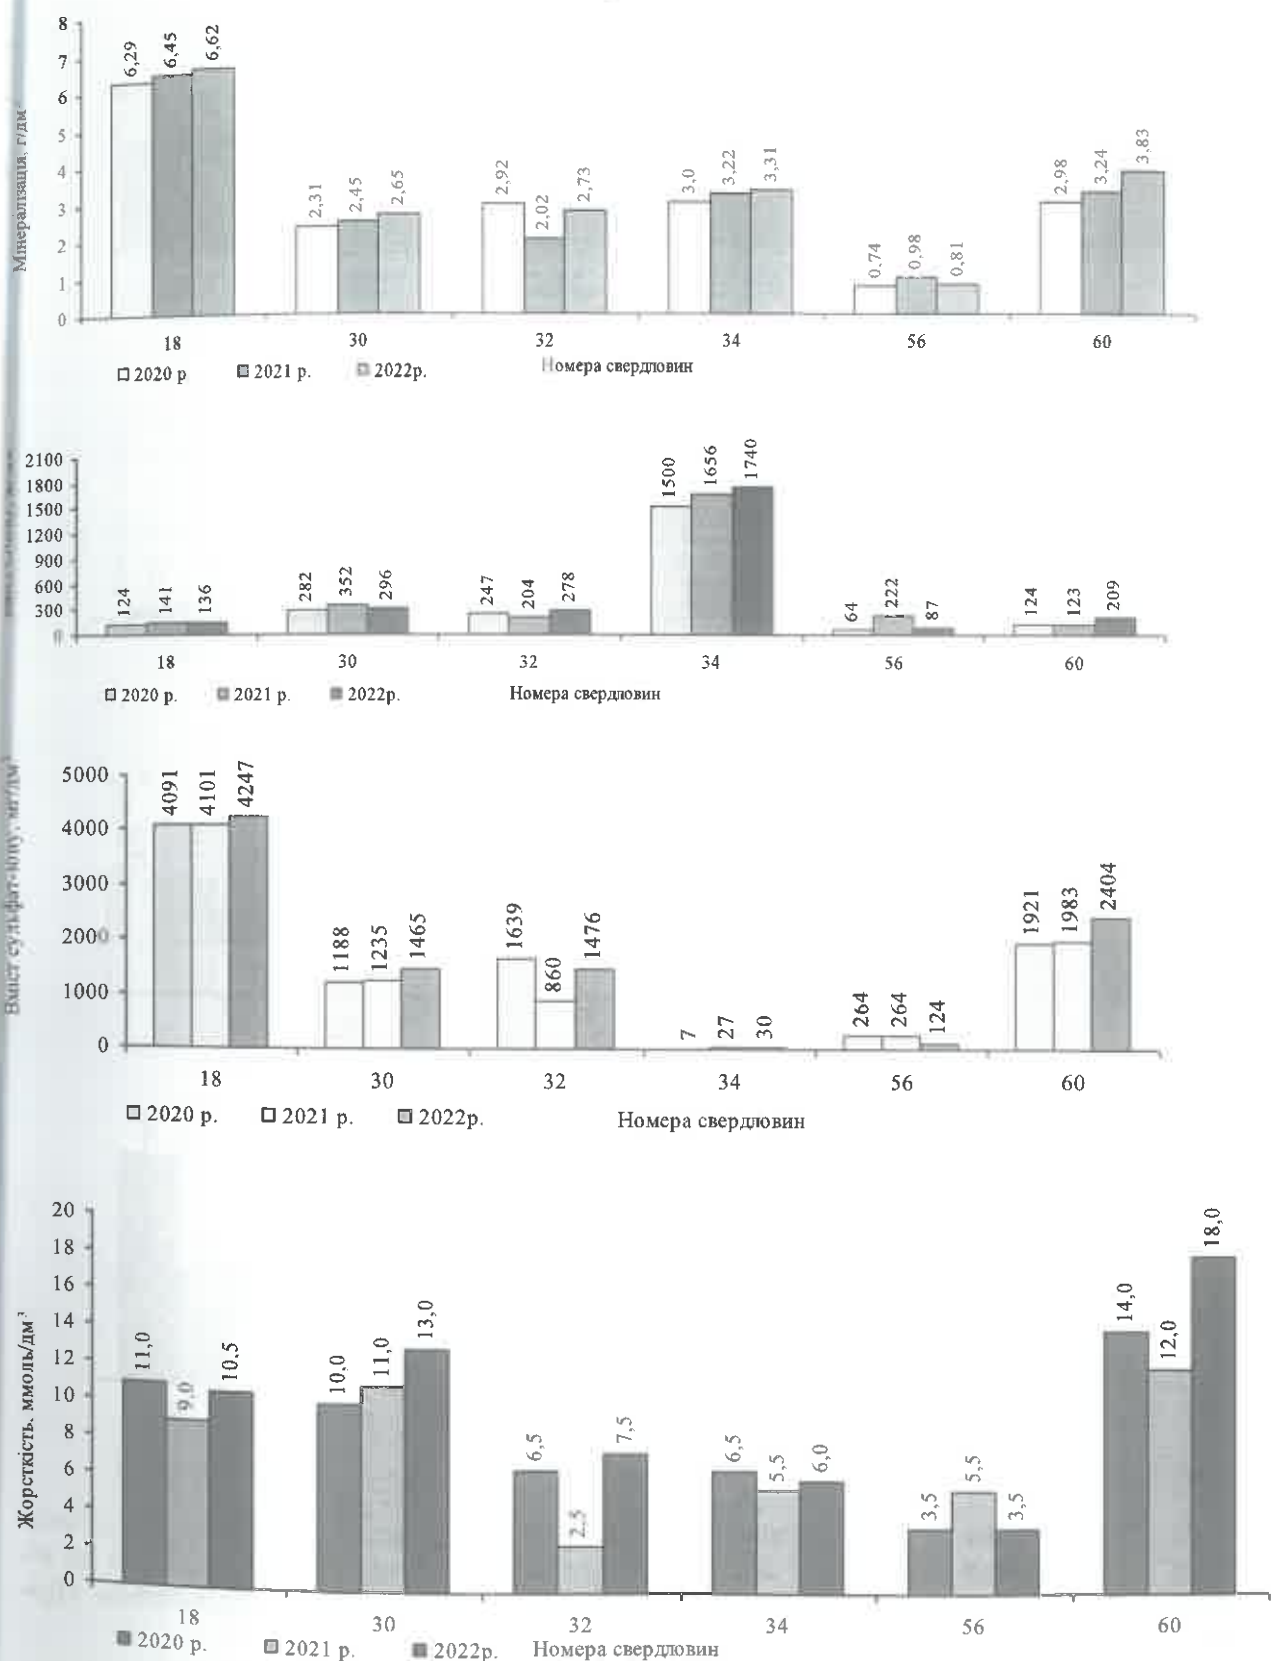 8
7
6
5
4
3
2
1
0
Мінералізація, г/дм³
6,29 6,45 6,62
2,31 2,45 2,65
2,92 2,02 2,73
3,0 3,22 3,31
0,74 0,98 0,81
2,98 3,24 3,83
18 30 32 34 56 60
2020 р 2021 р. 2022р. Номера свердловин
2100
1800
1500
1200
900
600
300
0
124 141 136
282 352 296
247 204 278
1500 1656 1740
64 222 87
124 123 209
18 30 32 34 56 60
2020 р. 2021 р. 2022р. Номера свердловин
5000
4000
3000
2000
1000
0
Вміст сульфат-іону, мг/дм³
4091 4101 4247
1188 1235 1465
1639 860 1476
7 27 30
264 264 124
1921 1983 2404
18 30 32 34 56 60
2020 р. 2021 р. 2022р. Номера свердловин
20
18
16
14
12
10
8
6
4
2
0
Жорсткість. ммоль/дм³
11,0 9,0 10,5
10,0 11,0 13,0
6,5 2,5 7,5
6,5 5,5 6,0
3,5 5,5 3,5
14,0 12,0 18,0
18 30 32 34 56 60
2020 р. 2021 р. 2022р. Номера свердловин